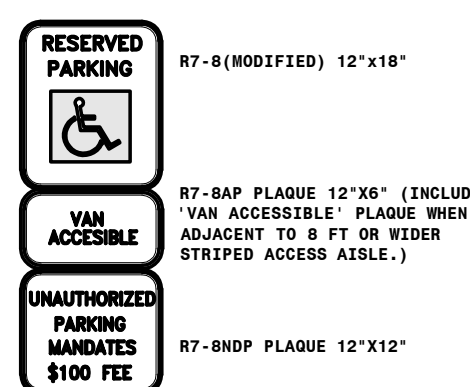 RESERVED
PARKING
R7-8(MODIFIED) 12"x18"
VAN
ACCESIBLE
R7-8AP PLAQUE 12"X6" (INCLUD
'VAN ACCESSIBLE' PLAQUE WHEN
ADJACENT TO 8 FT OR WIDER
STRIPED ACCESS AISLE.)
UNAUTHORIZED
PARKING
MANDATES
$100 FEE
R7-8NDP PLAQUE 12"X12"